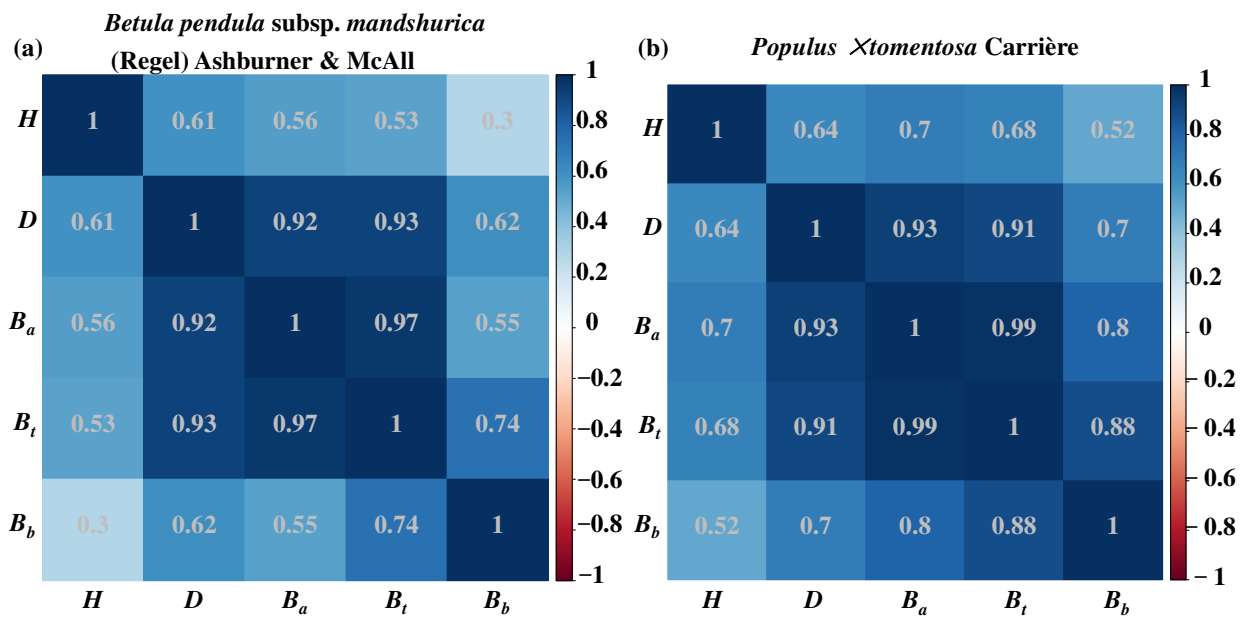 (a)
Betula pendula subsp. mandshurica
(Regel) Ashburner & McAll
H 1 0.61 0.56 0.53 0.3
D 0.61 1 0.92 0.93 0.62
Ba 0.56 0.92 1 0.97 0.55
Bt 0.53 0.93 0.97 1 0.74
Bb 0.3 0.62 0.55 0.74 1
H D Ba Bt Bb
1
0.8
0.6
0.4
0.2
0
−0.2
−0.4
−0.6
−0.8
−1
(b)
Populus ×tomentosa Carrière
H 1 0.64 0.7 0.68 0.52
D 0.64 1 0.93 0.91 0.7
Ba 0.7 0.93 1 0.99 0.8
Bt 0.68 0.91 0.99 1 0.88
Bb 0.52 0.7 0.8 0.88 1
H D Ba Bt Bb
1
0.8
0.6
0.4
0.2
0
−0.2
−0.4
−0.6
−0.8
−1